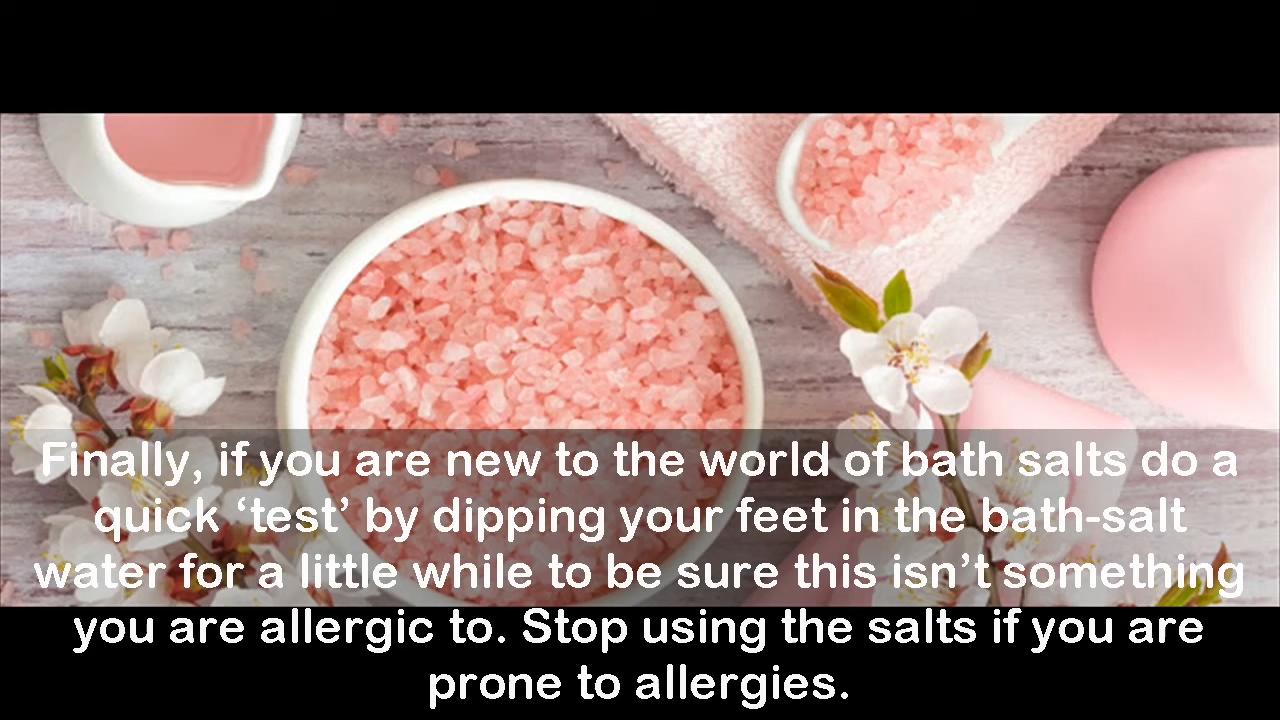 Finally, if you are new to the world of bath salts do a
quick ‘test’ by dipping your feet in the bath-salt
water for a little while to be sure this isn’t something
you are allergic to. Stop using the salts if you are
prone to allergies.